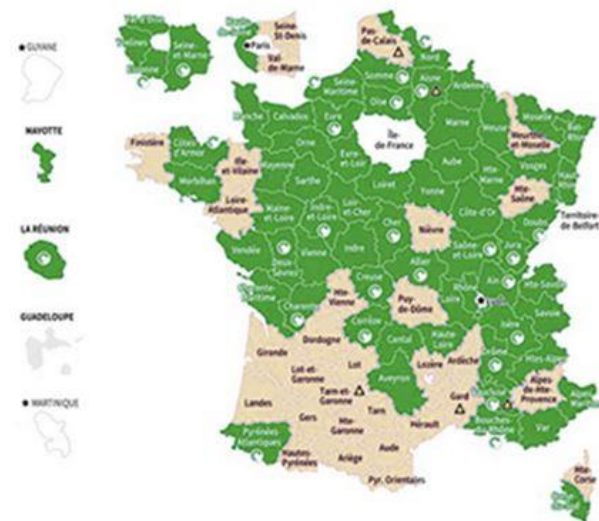 GUYANE
MAYOTTE
LA RÉUNION
GUADELOUPE
MARTINIQUE
Seine-et-Marne
Paris
Seine-St-Denis
Val-de-Marne
Pas-de-Calais
Nord
Somme
Aisne
Ardennes
Seine-Maritime
Oise
Manche
Calvados
Eure
Île-de-France
Marne
Meuse
Meurthe-et-Moselle
Moselle
Finistère
Côtes d'Armor
Ille-et-Vilaine
Mayenne
Orne
Eure-et-Loir
Aube
Hte-Marne
Vosges
Morbihan
Sarthe
Loiret
Yonne
Hte-Saône
Territoire de Belfort
Loire-Atlantique
Maine-et-Loire
Indre-et-Loire
Loir-et-Cher
Cher
Nièvre
Côte-d'Or
Doubs
Vendée
Deux-Sèvres
Vienne
Indre
Allier
Saône-et-Loire
Jura
Charente
Hte-Vienne
Creuse
Puy-de-Dôme
Loire
Rhône
Lyon
Ain
Hte-Savoie
Savoie
Gironde
Dordogne
Corrèze
Cantal
Haute-Loire
Isère
Lot
Lozère
Ardèche
Drôme
Htes-Alpes
Landes
Lot-et-Garonne
Tarn-et-Garonne
Aveyron
Gard
Vaucluse
Alpes-de-Hte-Provence
Alpes-Maritimes
Gers
Hte-Garonne
Tarn
Hérault
Bouches-du-Rhône
Var
Pyrénées-Atlantiques
Hautes-Pyrénées
Ariège
Aude
Pyr. Orientales
Hte-Corse